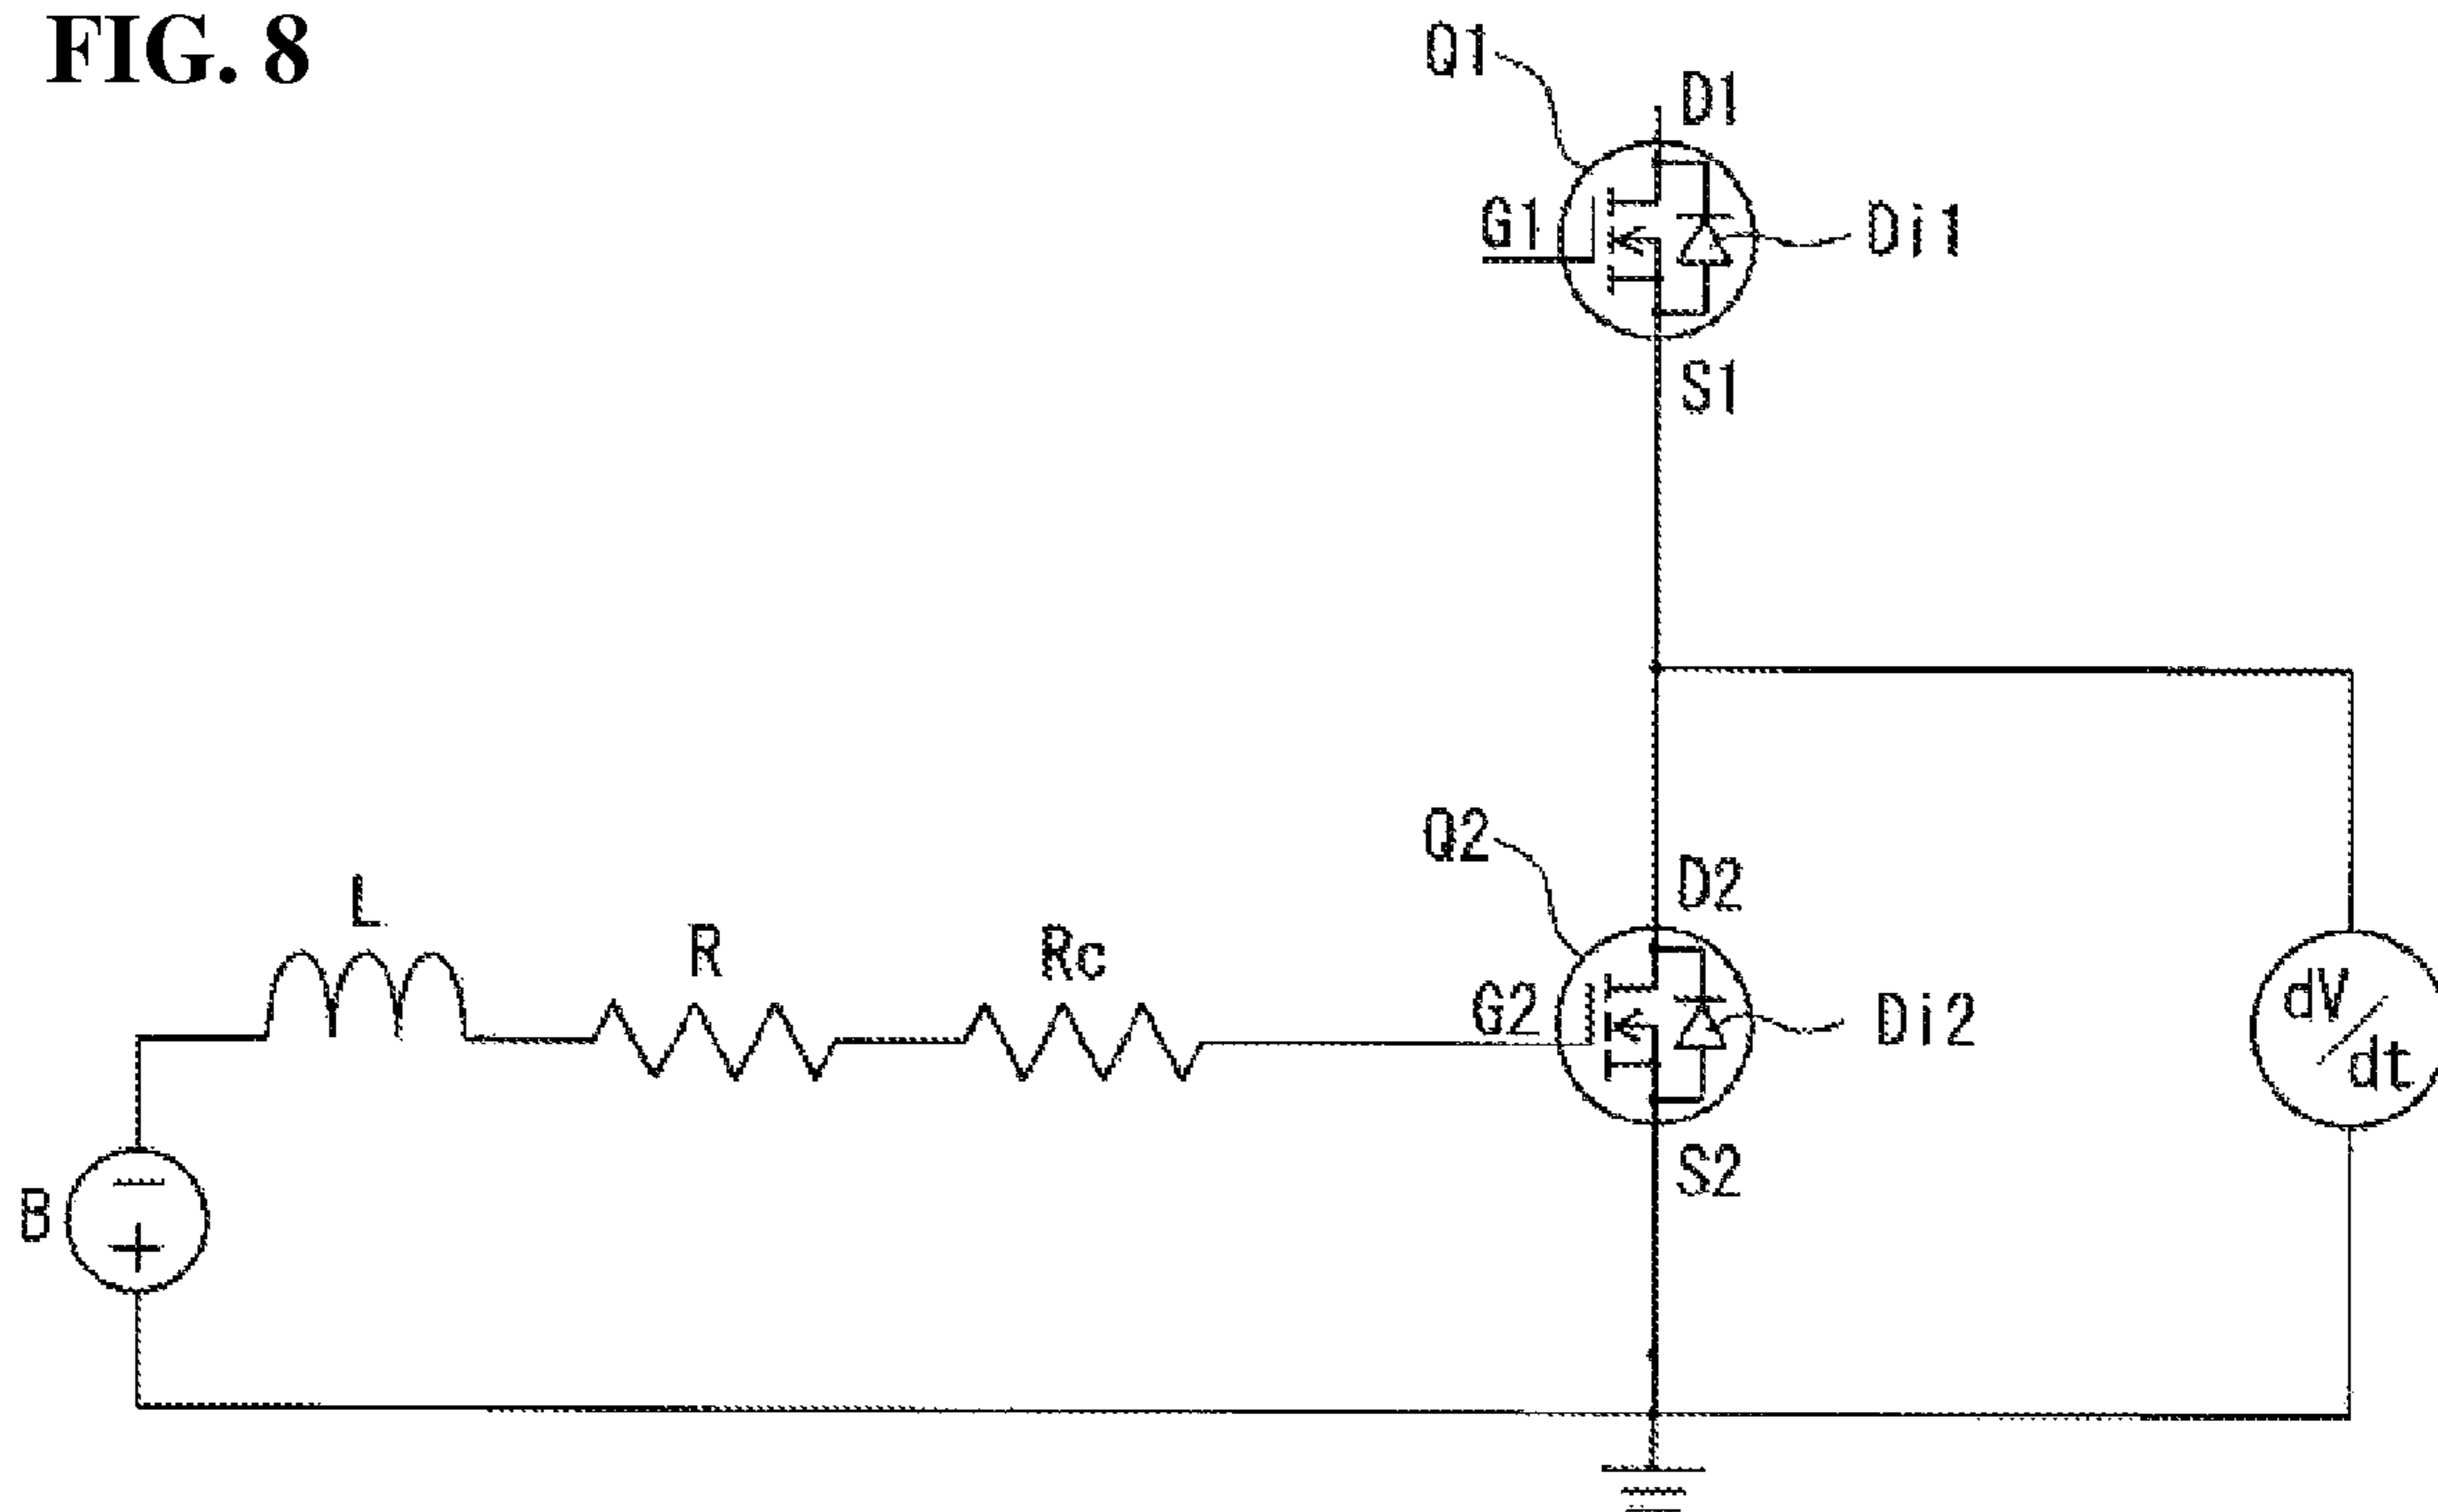 FIG. 8
Q1
D1
G1
Di1
S1
Q2
D2
L
R
Rc
G2
Di2
dV/dt
S2
B
−
+